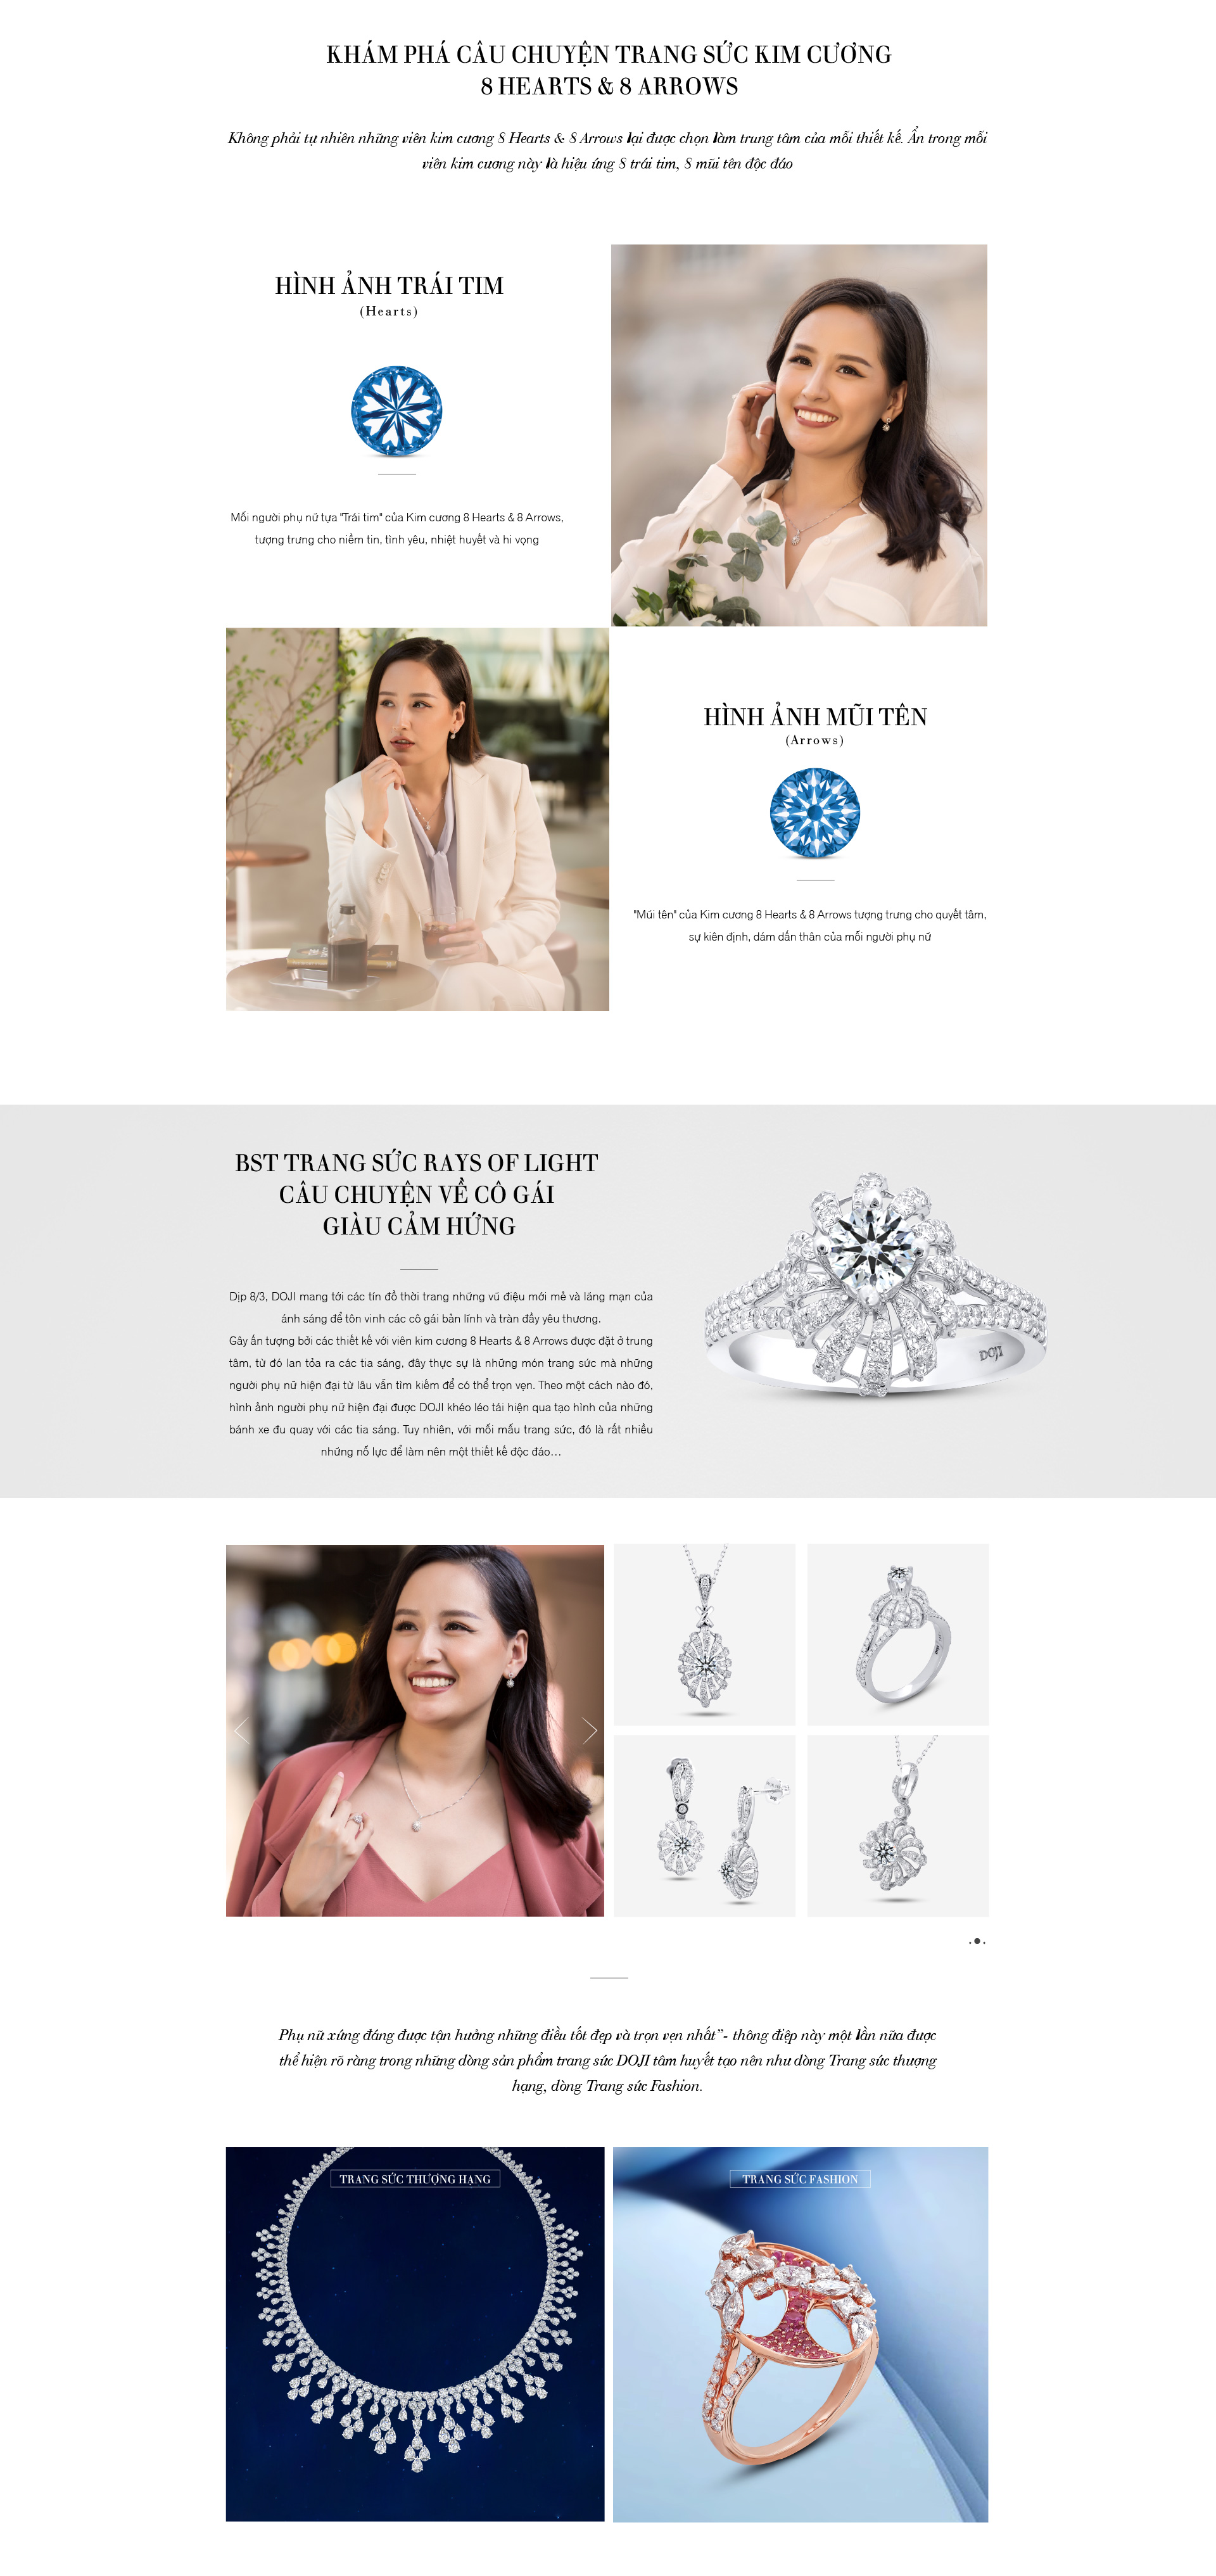 KHÁM PHÁ CÂU CHUYỆN TRANG SỨC KIM CƯƠNG
8 HEARTS & 8 ARROWS
Không phải tự nhiên những viên kim cương 8 Hearts & 8 Arrows lại được chọn làm trung tâm của mỗi thiết kế. Ẩn trong mỗi
viên kim cương này là hiệu ứng 8 trái tim, 8 mũi tên độc đáo
HÌNH ẢNH TRÁI TIM
(Hearts)
Mỗi người phụ nữ tựa "Trái tim" của Kim cương 8 Hearts & 8 Arrows,
tượng trưng cho niềm tin, tình yêu, nhiệt huyết và hi vọng
HÌNH ẢNH MŨI TÊN
(Arrows)
"Mũi tên" của Kim cương 8 Hearts & 8 Arrows tượng trưng cho quyết tâm,
sự kiên định, dám dấn thân của mỗi người phụ nữ
BST TRANG SỨC RAYS OF LIGHT
CÂU CHUYỆN VỀ CÔ GÁI
GIÀU CẢM HỨNG
Dịp 8/3, DOJI mang tới các tín đồ thời trang những vũ điệu mới mẻ và lãng mạn của
ánh sáng để tôn vinh các cô gái bản lĩnh và tràn đầy yêu thương.
Gây ấn tượng bởi các thiết kế với viên kim cương 8 Hearts & 8 Arrows được đặt ở trung
tâm, từ đó lan tỏa ra các tia sáng, đây thực sự là những món trang sức mà những
người phụ nữ hiện đại từ lâu vẫn tìm kiếm để có thể trọn vẹn. Theo một cách nào đó,
hình ảnh người phụ nữ hiện đại được DOJI khéo léo tái hiện qua tạo hình của những
bánh xe đu quay với các tia sáng. Tuy nhiên, với mỗi mẫu trang sức, đó là rất nhiều
những nỗ lực để làm nên một thiết kế độc đáo…
DOJI
Phụ nữ xứng đáng được tận hưởng những điều tốt đẹp và trọn vẹn nhất”- thông điệp này một lần nữa được
thể hiện rõ ràng trong những dòng sản phẩm trang sức DOJI tâm huyết tạo nên như dòng Trang sức thượng
hạng, dòng Trang sức Fashion.
TRANG SỨC THƯỢNG HẠNG
TRANG SỨC FASHION